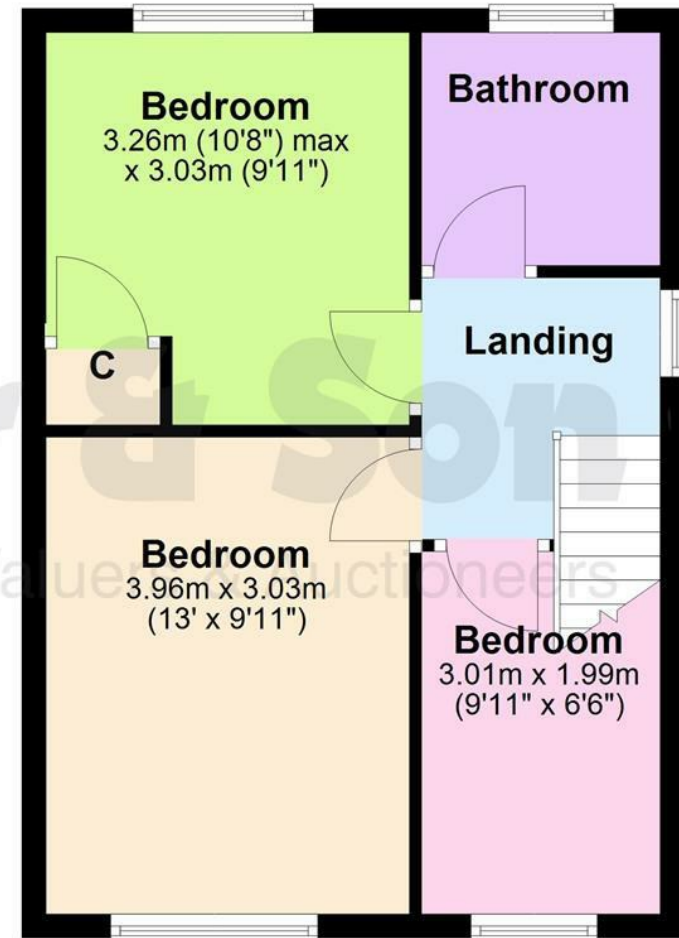 Bedroom
3.26m (10'8") max
x 3.03m (9'11")
Bathroom
C
Landing
& Son
Bedroom
3.96m x 3.03m
(13' x 9'11")
Bedroom
3.01m x 1.99m
(9'11" x 6'6")